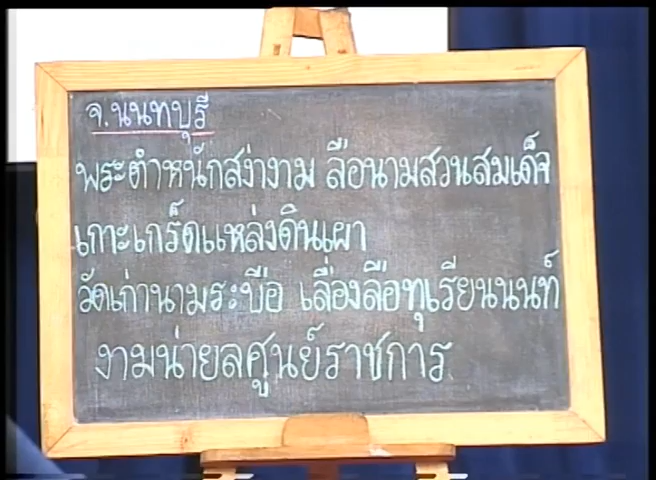 จ.นนทบุรี
พระตำหนักสง่างาม ลือนามสวนสมเด็จ
เกาะเกร็ดแหล่งดินเผา
วัดเก่านามระบือ เลื่องลือทุเรียนนนท์
งามน่ายลศูนย์ราชการ